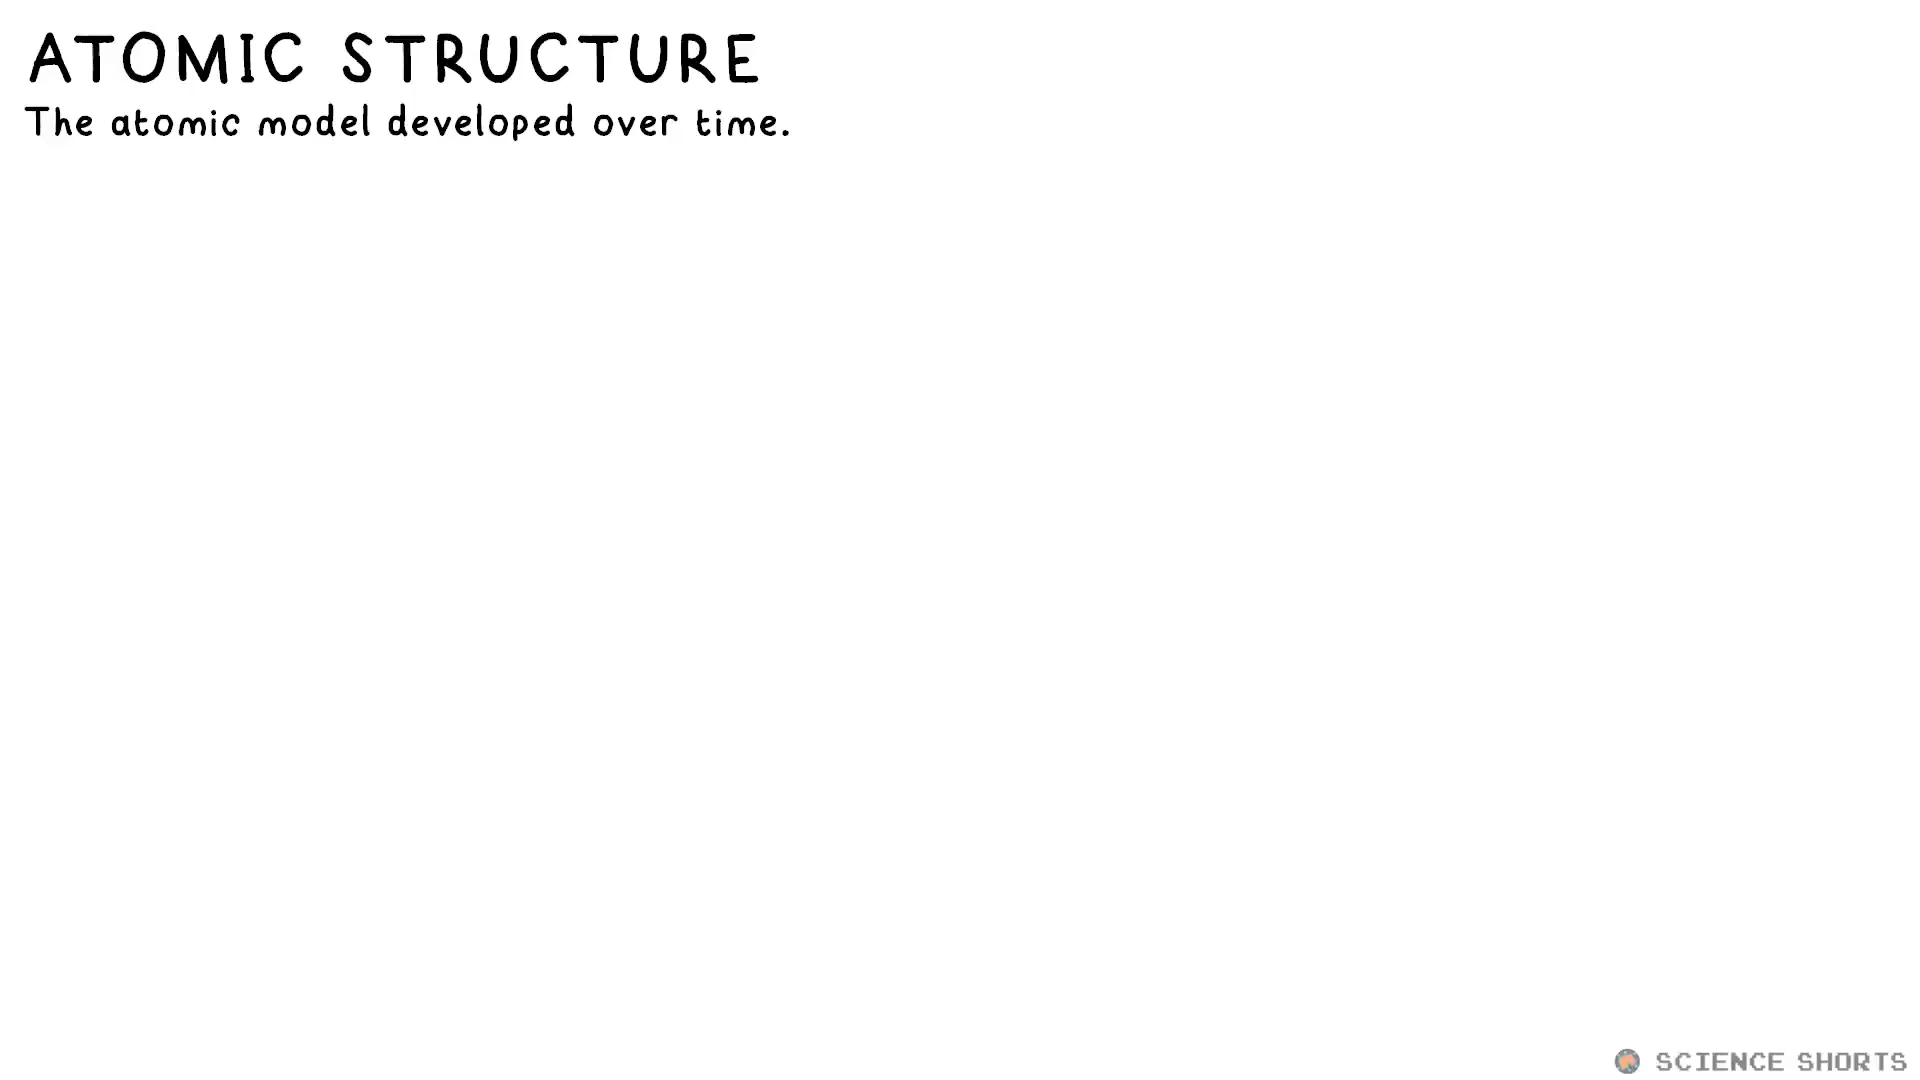 ATOMIC STRUCTURE
The atomic model developed over time.
SCIENCE SHORTS